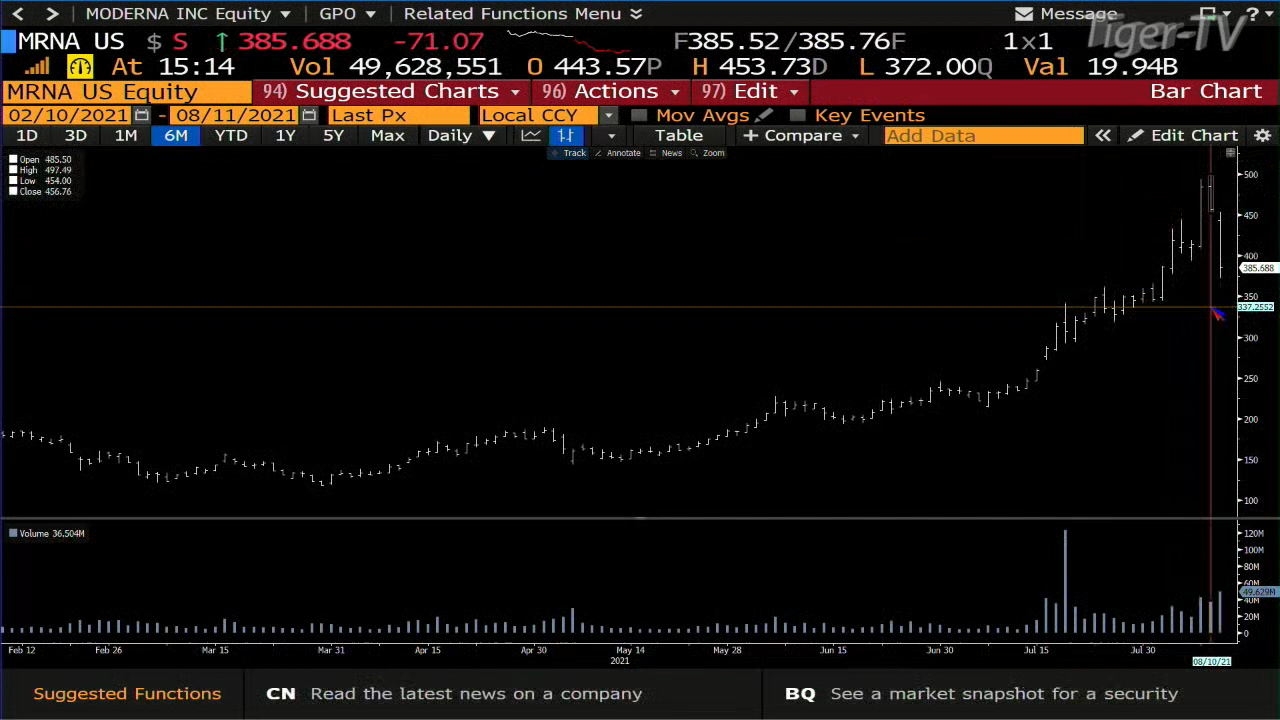 MODERNA INC Equity GPO Related Functions Menu Message ?
Tiger-TV
MRNA US $ S ↑ 385.688 -71.07 F385.52/385.76F 1×1
At 15:14 Vol 49,628,551 O 443.57P H 453.73D L 372.00Q Val 19.94B
MRNA US Equity 94) Suggested Charts 96) Actions 97) Edit Bar Chart
02/10/2021 - 08/11/2021 Last Px Local CCY Mov Avgs Key Events
1D 3D 1M 6M YTD 1Y 5Y Max Daily ▼ Table + Compare Add Data « Edit Chart
Track Annotate News Zoom
Open 485.50
High 497.49
Low 454.00
Close 456.76
500
450
400
385.688
350
337.2552
300
250
200
150
100
Volume 36.504M
120M
100M
80M
60M
49.629M
40M
20M
0
Feb 12 Feb 26 Mar 15 Mar 31 Apr 15 Apr 30 May 14 May 28 Jun 15 Jun 30 Jul 15 Jul 30
2021 08/10/21
Suggested Functions CN Read the latest news on a company BQ See a market snapshot for a security